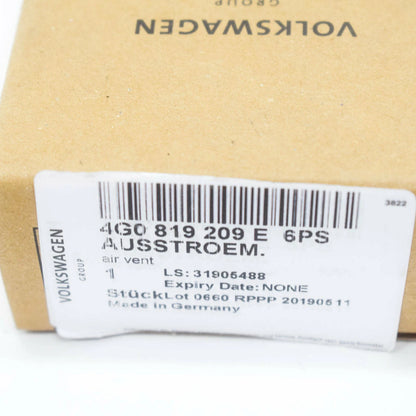 VOLKSWAGEN
GROUP
3822
4G0 819 209 E 6PS
AUSSTROEM.
air vent
1 LS: 31905488
Expiry Date: NONE
Stück Lot 0660 RPPP 20190511
Made in Germany
VOLKSWAGEN
GROUP